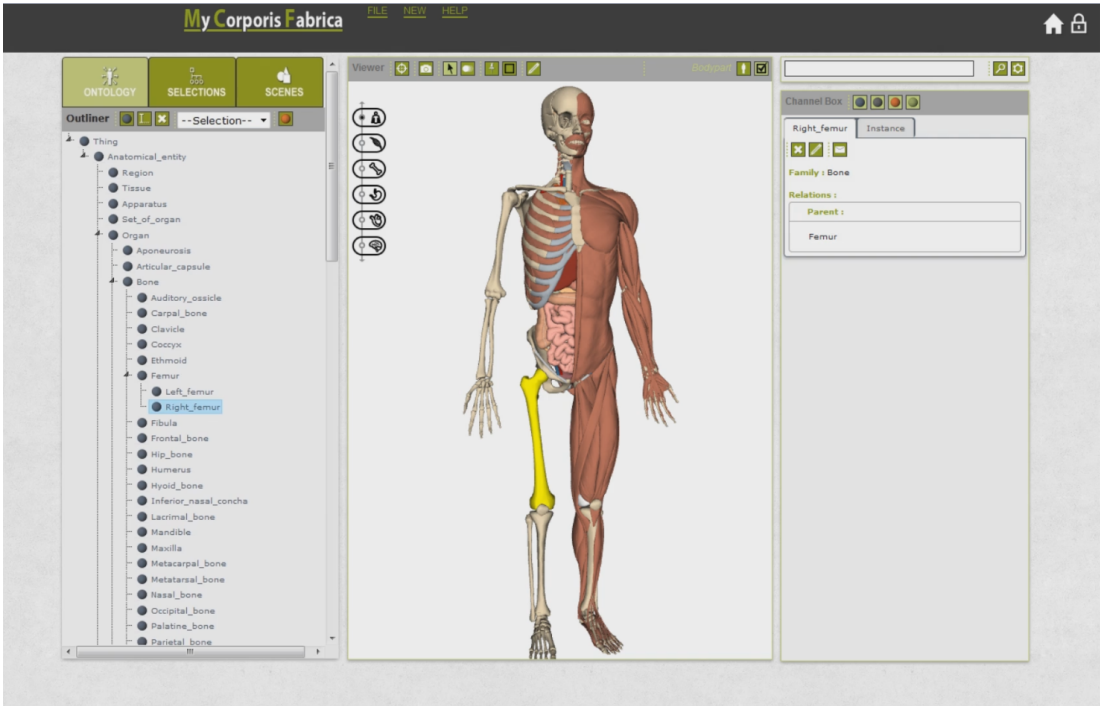 My Corporis Fabrica
FILE NEW HELP
ONTOLOGY
SELECTIONS
SCENES
Outliner
--Selection--
Thing
Anatomical_entity
Region
Tissue
Apparatus
Set_of_organ
Organ
Aponeurosis
Articular_capsule
Bone
Auditory_ossicle
Carpal_bone
Clavicle
Coccyx
Ethmoid
Femur
Left_femur
Right_femur
Fibula
Frontal_bone
Hip_bone
Humerus
Hyoid_bone
Inferior_nasal_concha
Lacrimal_bone
Mandible
Maxilla
Metacarpal_bone
Metatarsal_bone
Nasal_bone
Occipital_bone
Palatine_bone
Parietal_bone
Viewer
Bodypart
Channel Box
Right_femur
Instance
Family : Bone
Relations :
Parent :
Femur